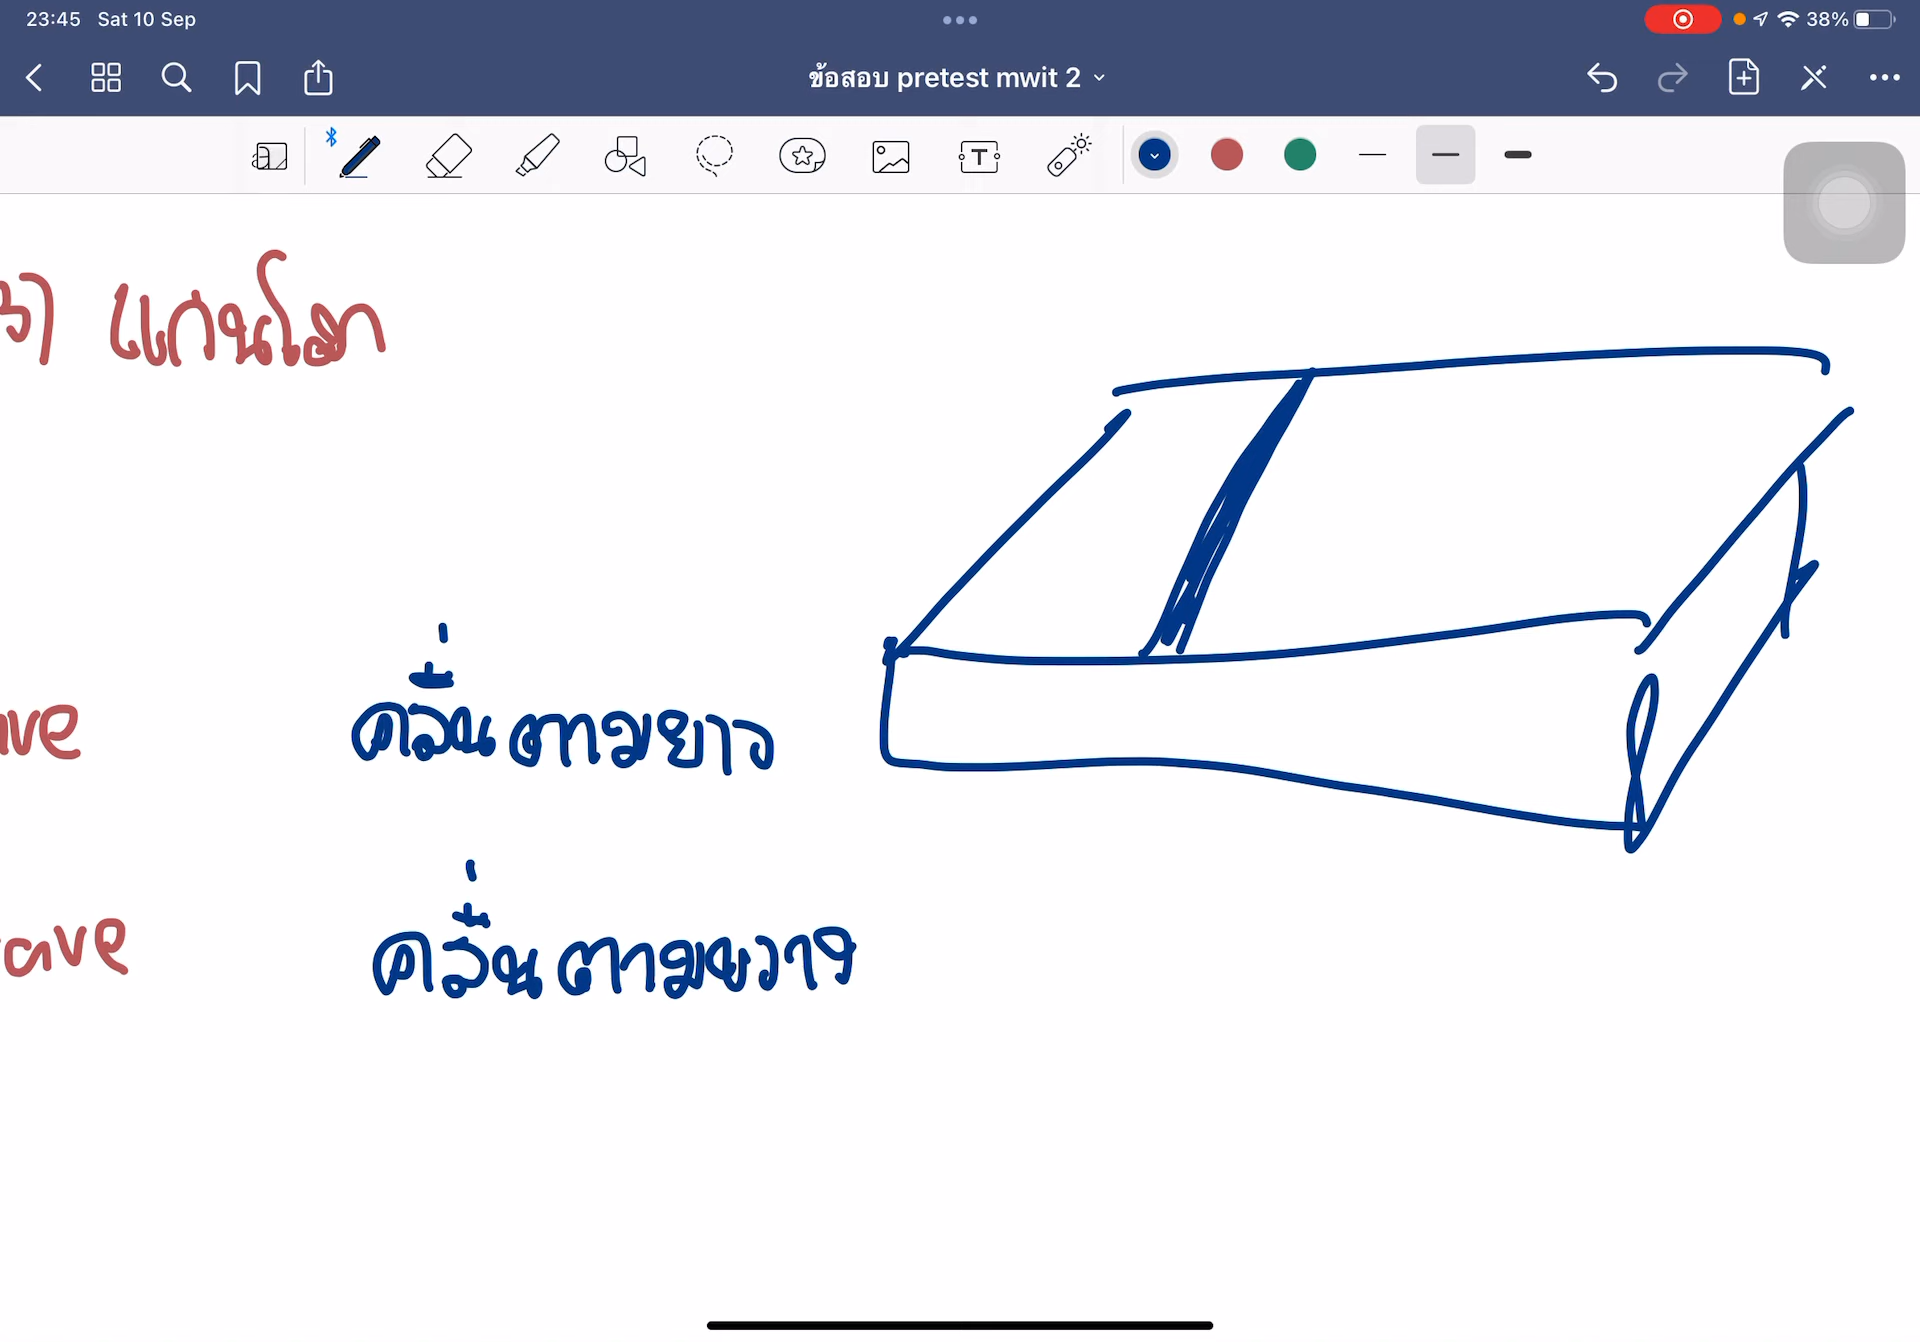 23:45 Sat 10 Sep
38%
ข้อสอบ pretest mwit 2
3) แก่นโลก
ave คลื่นตามยาว
ave คลื่นตามขวาง